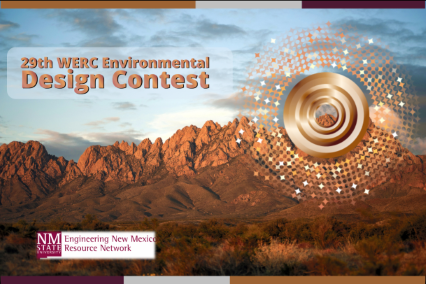 29th WERC Environmental
Design Contest
NM
STATE
UNIVERSITY
Engineering New Mexico
Resource Network